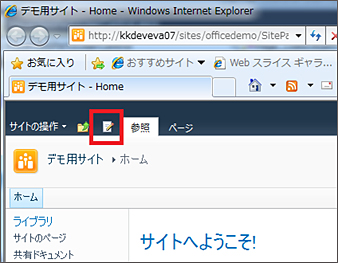 デモ用サイト - Home - Windows Internet Explorer
http://kkdeveva07/sites/officedemo/SitePa
お気に入り おすすめサイト Web スライス ギャラ...
デモ用サイト - Home
サイトの操作 参照 ページ
デモ用サイト ホーム
ホーム
ライブラリ
サイトのページ
サイトへようこそ!
共有ドキュメント